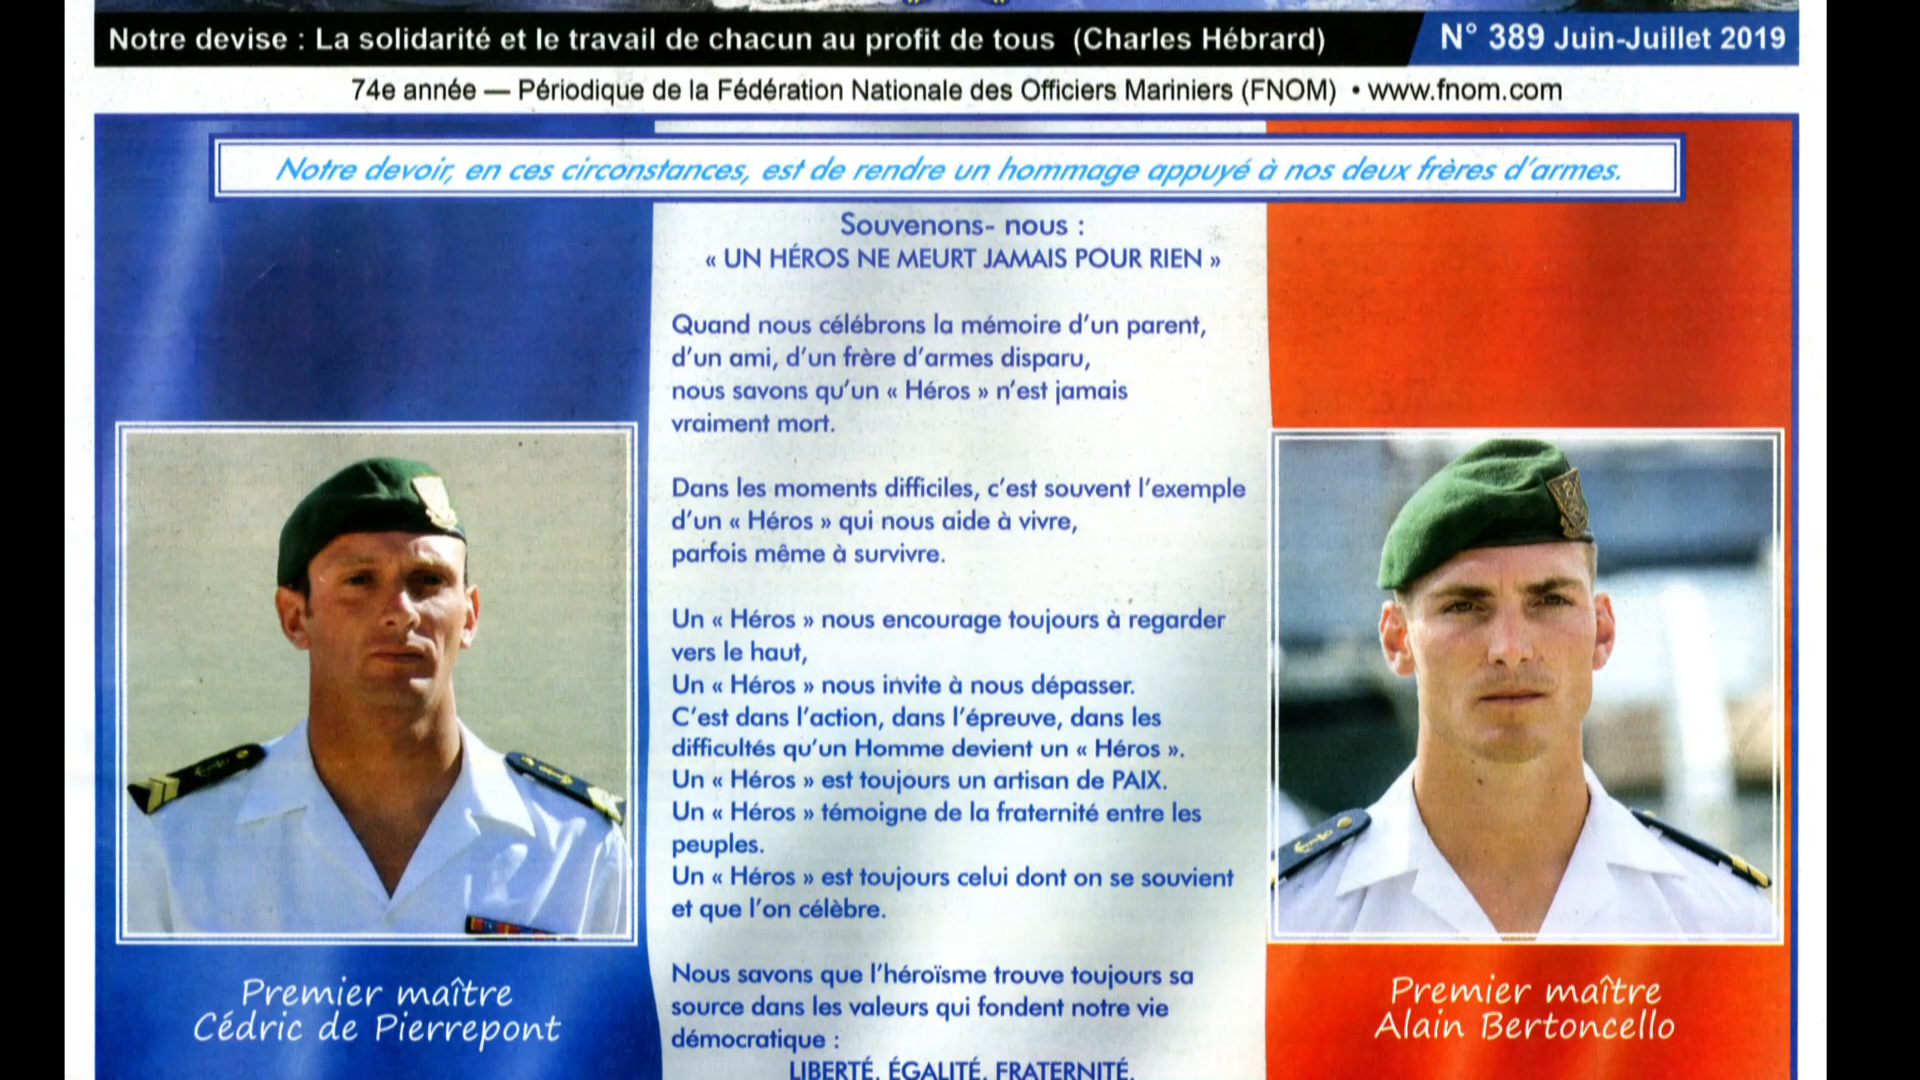 Notre devise : La solidarité et le travail de chacun au profit de tous (Charles Hébrard)
N° 389 Juin-Juillet 2019
74e année — Périodique de la Fédération Nationale des Officiers Mariniers (FNOM) • www.fnom.com
Notre devoir, en ces circonstances, est de rendre un hommage appuyé à nos deux frères d'armes.
Souvenons- nous :
« UN HÉROS NE MEURT JAMAIS POUR RIEN »
Quand nous célébrons la mémoire d'un parent,
d'un ami, d'un frère d'armes disparu,
nous savons qu'un « Héros » n'est jamais
vraiment mort.
Dans les moments difficiles, c'est souvent l'exemple
d'un « Héros » qui nous aide à vivre,
parfois même à survivre.
Un « Héros » nous encourage toujours à regarder
vers le haut,
Un « Héros » nous invite à nous dépasser.
C'est dans l'action, dans l'épreuve, dans les
difficultés qu'un Homme devient un « Héros ».
Un « Héros » est toujours un artisan de PAIX.
Un « Héros » témoigne de la fraternité entre les
peuples.
Un « Héros » est toujours celui dont on se souvient
et que l'on célèbre.
Nous savons que l'héroïsme trouve toujours sa
source dans les valeurs qui fondent notre vie
démocratique :
LIBERTÉ, ÉGALITÉ, FRATERNITÉ.
Premier maître
Cédric de Pierrepont
Premier maître
Alain Bertoncello